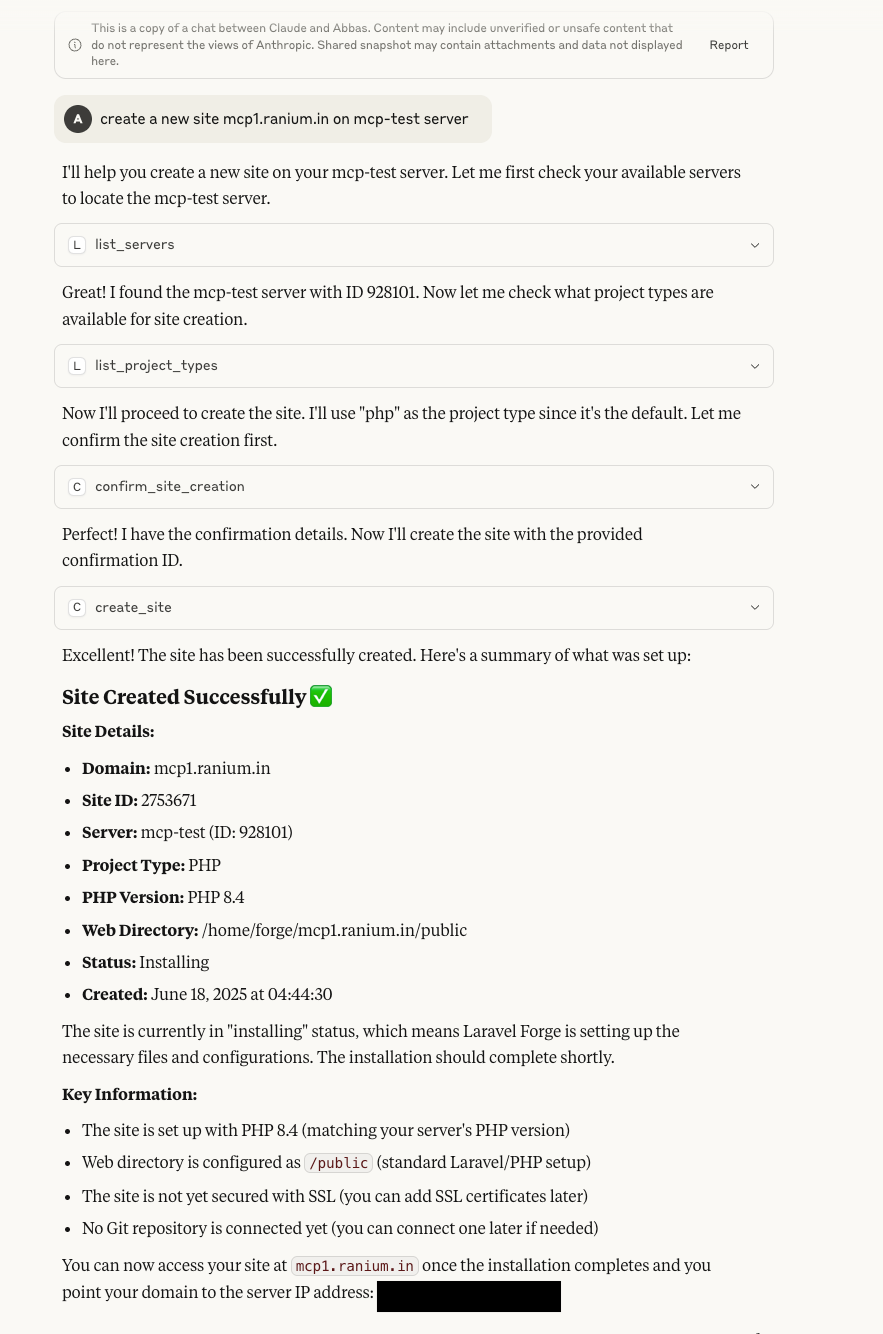 This is a copy of a chat between Claude and Abbas. Content may include unverified or unsafe content that
do not represent the views of Anthropic. Shared snapshot may contain attachments and data not displayed
here.
Report
A
create a new site mcp1.ranium.in on mcp-test server
I'll help you create a new site on your mcp-test server. Let me first check your available servers
to locate the mcp-test server.
L list_servers
Great! I found the mcp-test server with ID 928101. Now let me check what project types are
available for site creation.
L list_project_types
Now I'll proceed to create the site. I'll use "php" as the project type since it's the default. Let me
confirm the site creation first.
C confirm_site_creation
Perfect! I have the confirmation details. Now I'll create the site with the provided
confirmation ID.
C create_site
Excellent! The site has been successfully created. Here's a summary of what was set up:
Site Created Successfully ✅
Site Details:
• Domain: mcp1.ranium.in
• Site ID: 2753671
• Server: mcp-test (ID: 928101)
• Project Type: PHP
• PHP Version: PHP 8.4
• Web Directory: /home/forge/mcp1.ranium.in/public
• Status: Installing
• Created: June 18, 2025 at 04:44:30
The site is currently in "installing" status, which means Laravel Forge is setting up the
necessary files and configurations. The installation should complete shortly.
Key Information:
• The site is set up with PHP 8.4 (matching your server's PHP version)
• Web directory is configured as /public (standard Laravel/PHP setup)
• The site is not yet secured with SSL (you can add SSL certificates later)
• No Git repository is connected yet (you can connect one later if needed)
You can now access your site at mcp1.ranium.in once the installation completes and you
point your domain to the server IP address: